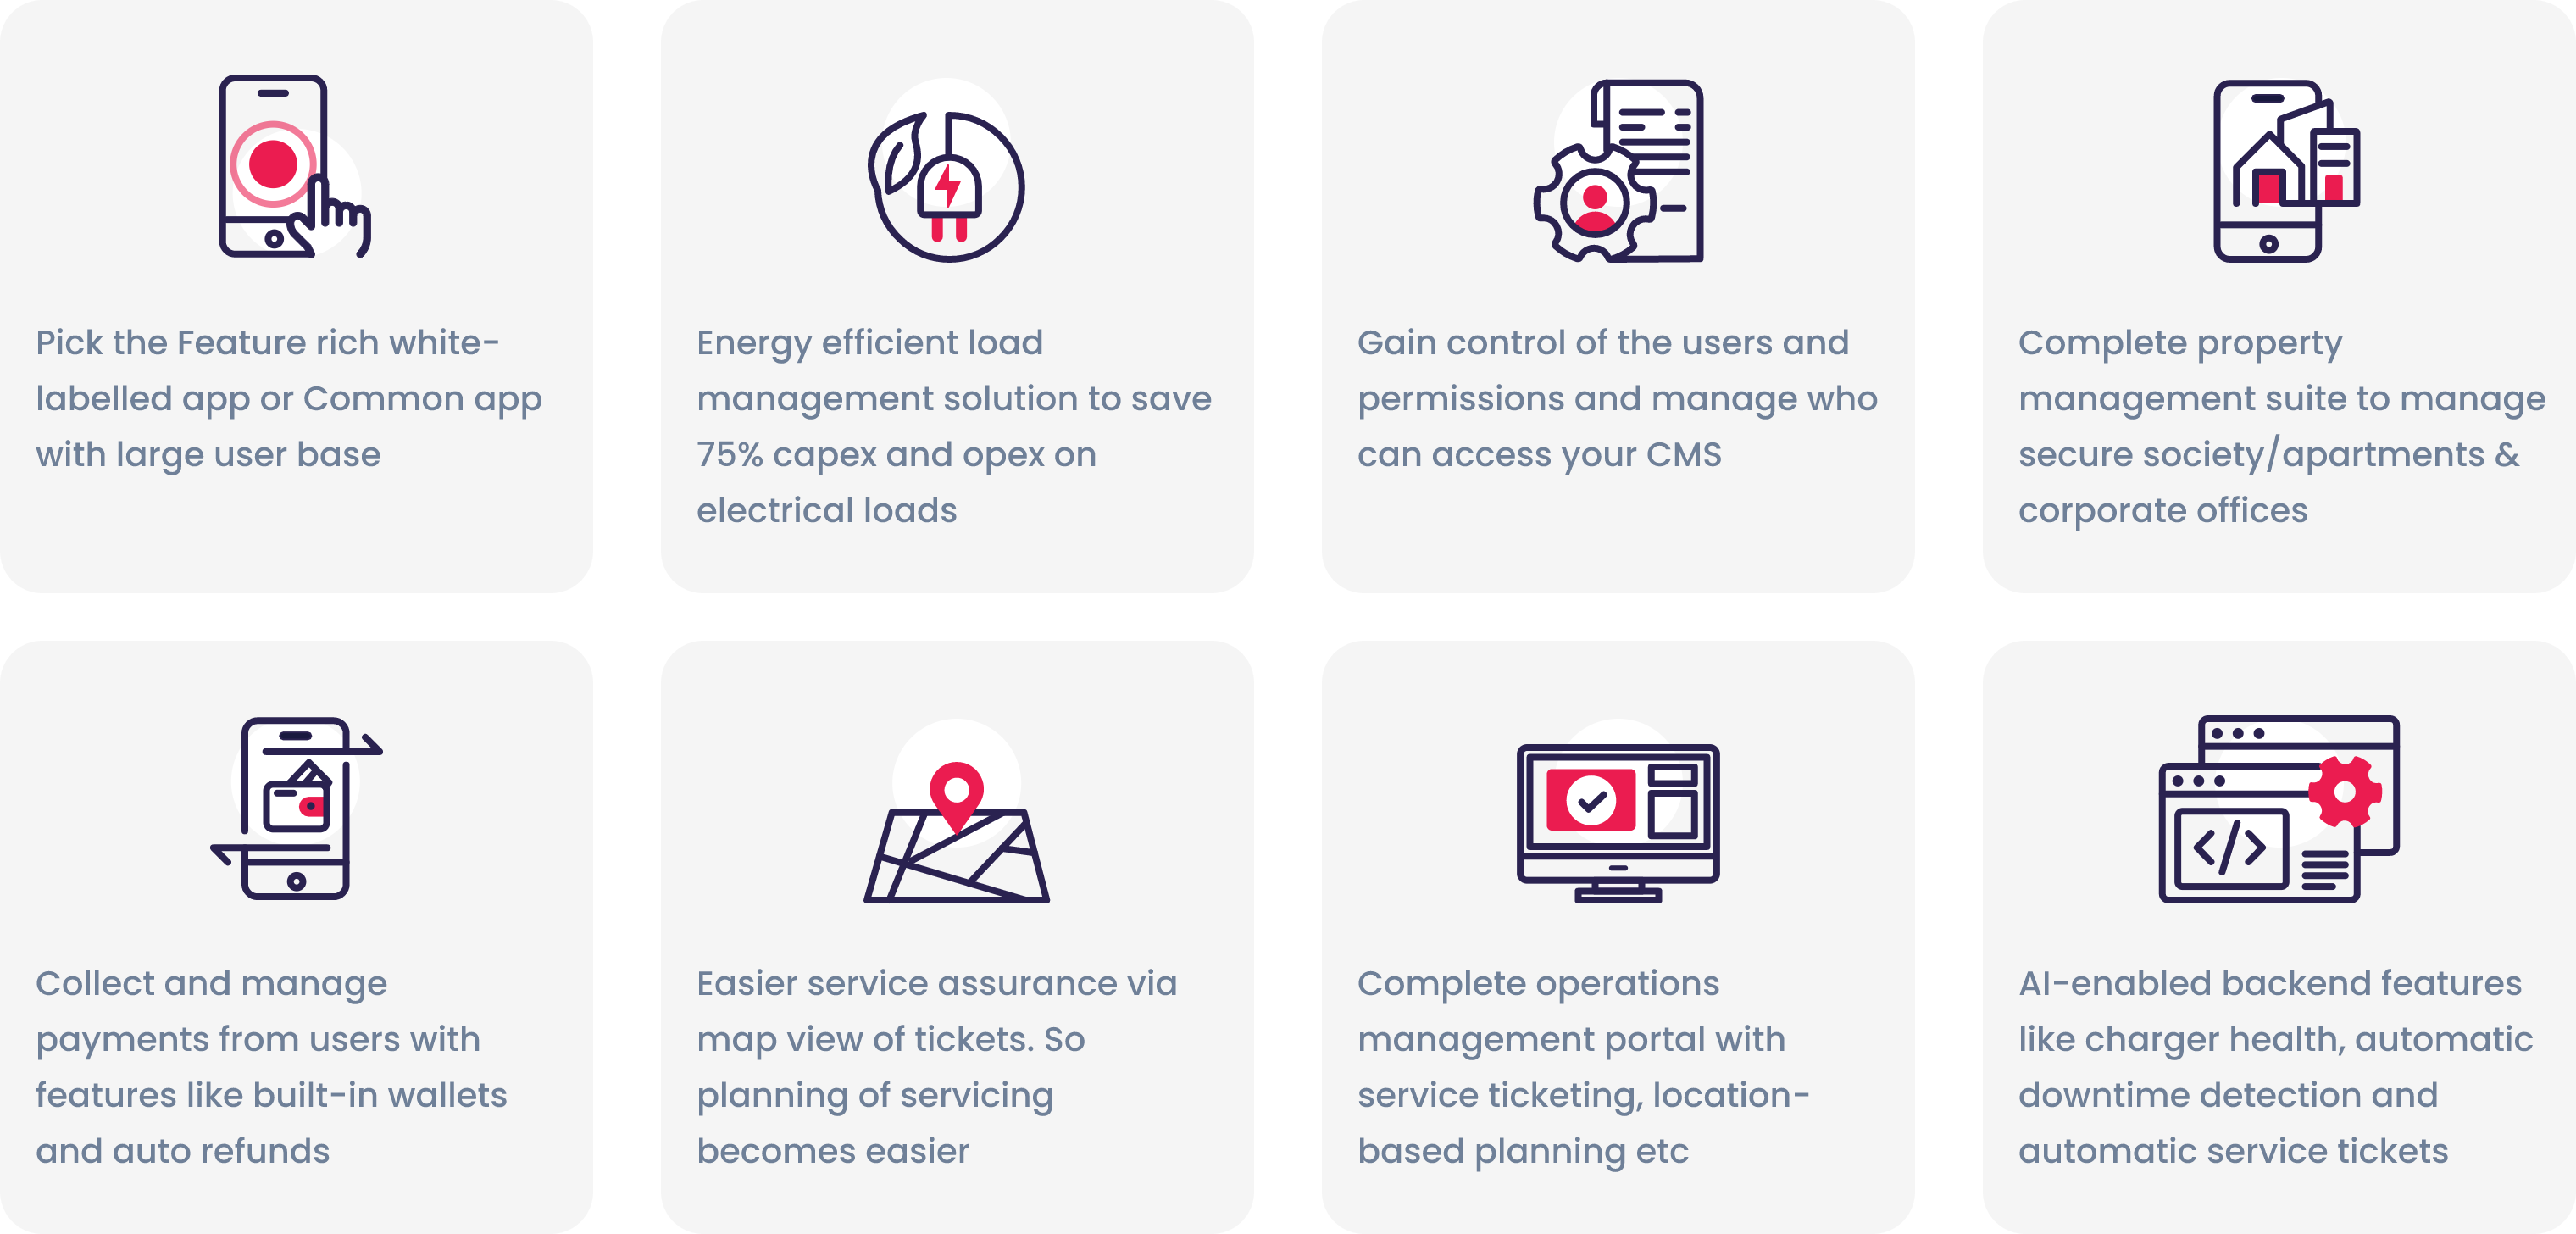 Pick the Feature rich white-
labelled app or Common app
with large user base
Energy efficient load
management solution to save
75% capex and opex on
electrical loads
Gain control of the users and
permissions and manage who
can access your CMS
Complete property
management suite to manage
secure society/apartments &
corporate offices
Collect and manage
payments from users with
features like built-in wallets
and auto refunds
Easier service assurance via
map view of tickets. So
planning of servicing
becomes easier
Complete operations
management portal with
service ticketing, location-
based planning etc
AI-enabled backend features
like charger health, automatic
downtime detection and
automatic service tickets